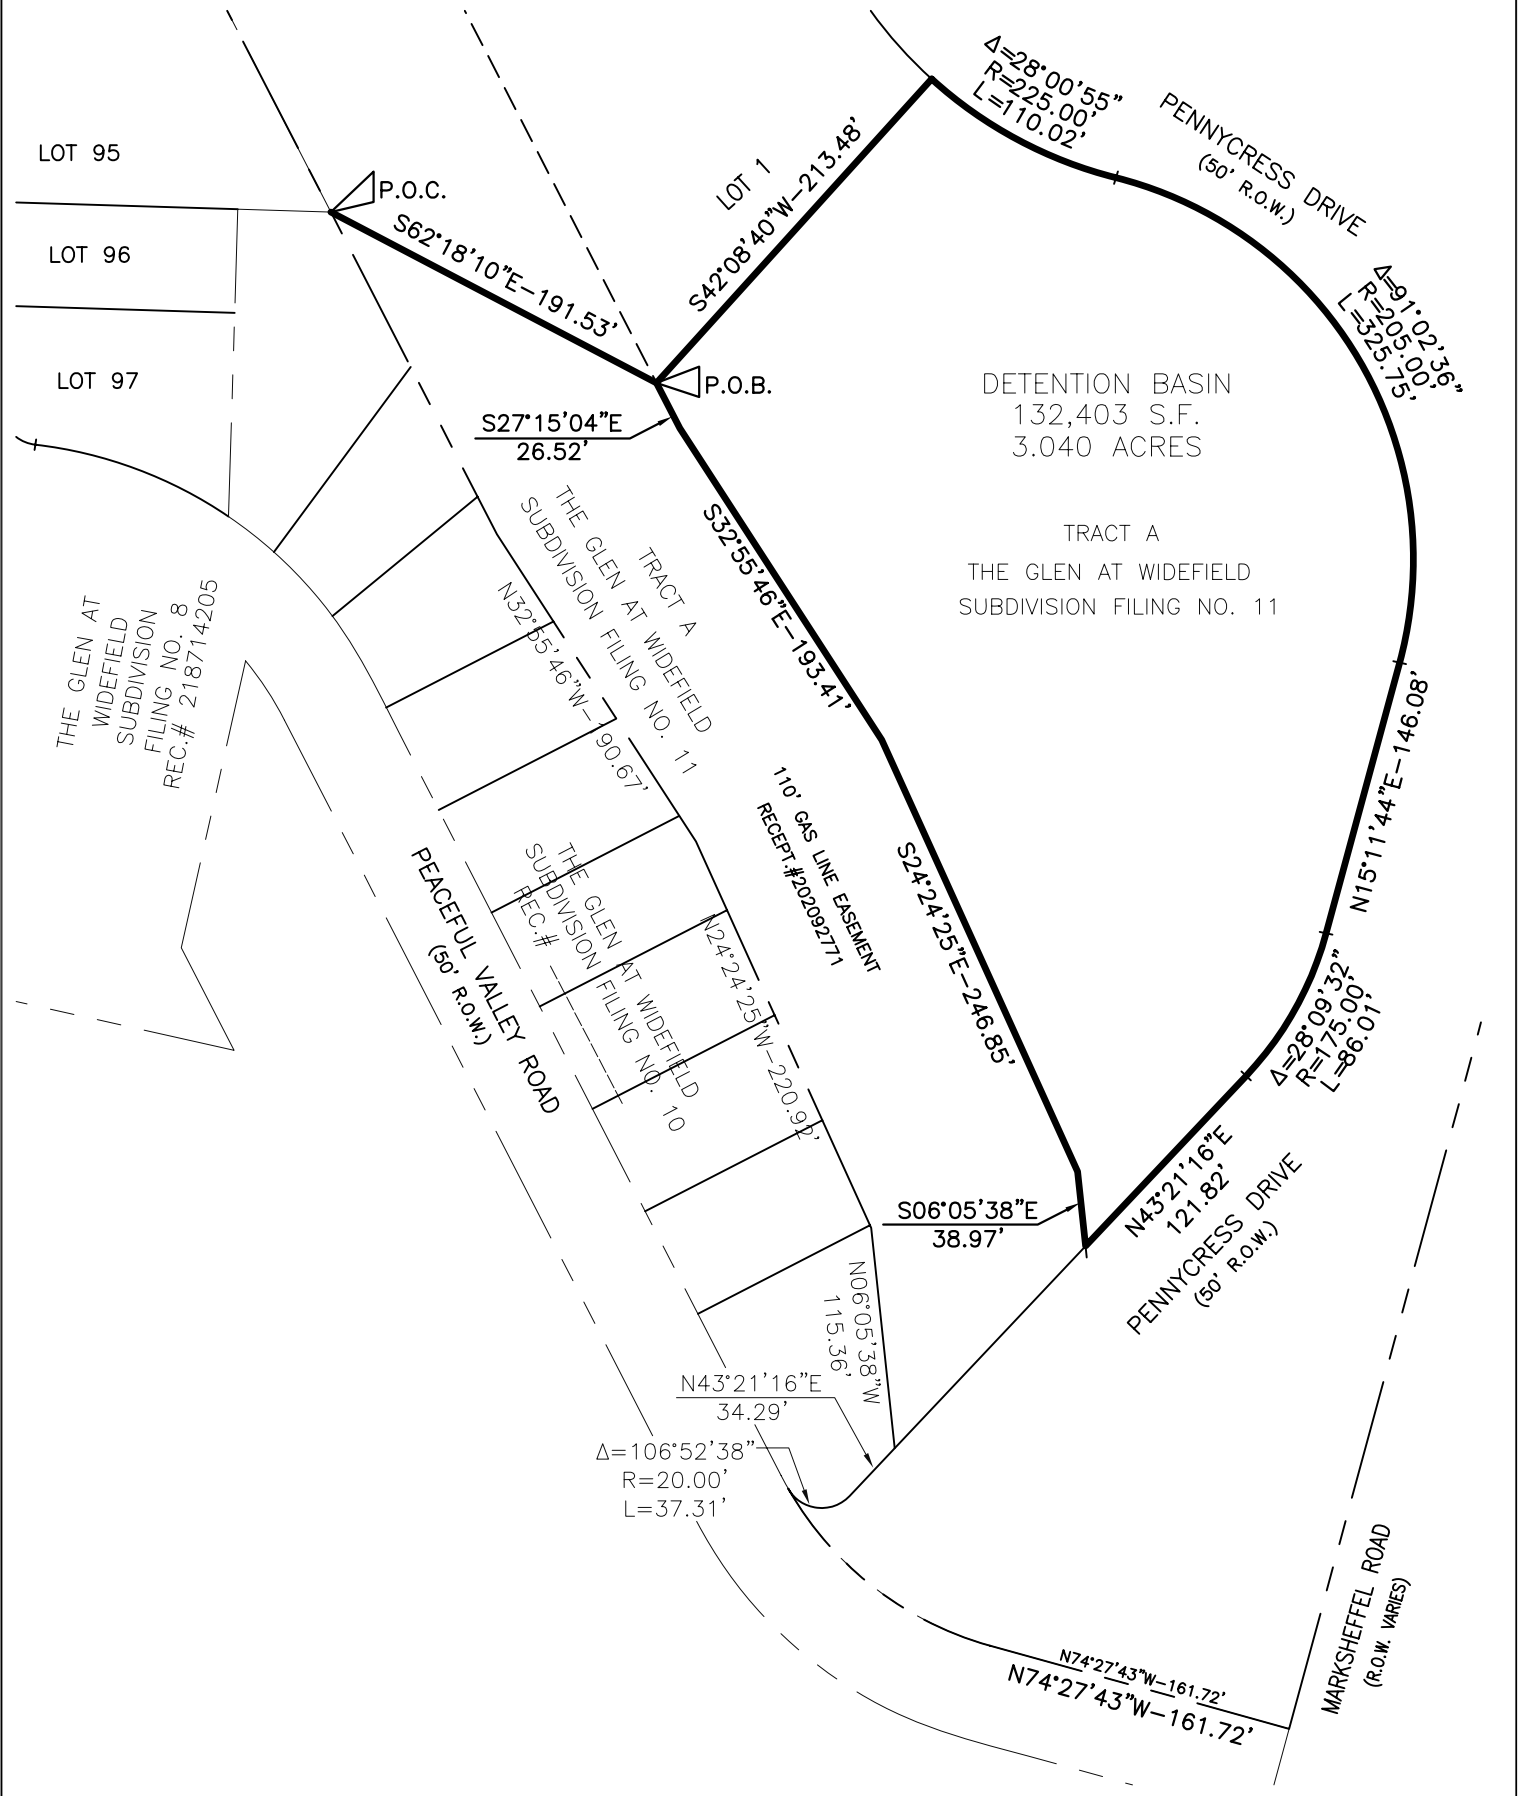 Δ=28°00'55"
R=225.00'
L=110.02'
PENNYCRESS DRIVE
(50' R.O.W.)
LOT 95
LOT 96
LOT 97
P.O.C.
S62°18'10"E-191.53'
LOT 1
S42°08'40"W-213.48'
P.O.B.
Δ=91°02'36"
R=205.00'
L=325.75'
DETENTION BASIN
132,403 S.F.
3.040 ACRES
S27°15'04"E
26.52'
TRACT A
THE GLEN AT WIDEFIELD
SUBDIVISION FILING NO. 11
S32°55'46"E-193.41'
TRACT A
THE GLEN AT WIDEFIELD
SUBDIVISION FILING NO. 11
N32°55'46"W-190.67'
THE GLEN AT
WIDEFIELD
SUBDIVISION
FILING NO. 8
REC.# 218714205
N15°11'44"E-146.08'
110' GAS LINE EASEMENT
RECEPT.#202092771
S24°24'25"E-246.85'
PEACEFUL VALLEY ROAD
(50' R.O.W.)
THE GLEN AT WIDEFIELD
SUBDIVISION FILING NO. 10
REC.#
N24°24'25"W-220.92'
Δ=28°09'32"
R=175.00'
L=86.01'
N43°21'16"E
121.82'
PENNYCRESS DRIVE
(50' R.O.W.)
S06°05'38"E
38.97'
N06°05'38"W
115.36'
N43°21'16"E
34.29'
Δ=106°52'38"
R=20.00'
L=37.31'
MARKSHEFFEL ROAD
(R.O.W. VARIES)
N74°27'43"W-161.72'
N74°27'43"W-161.72'